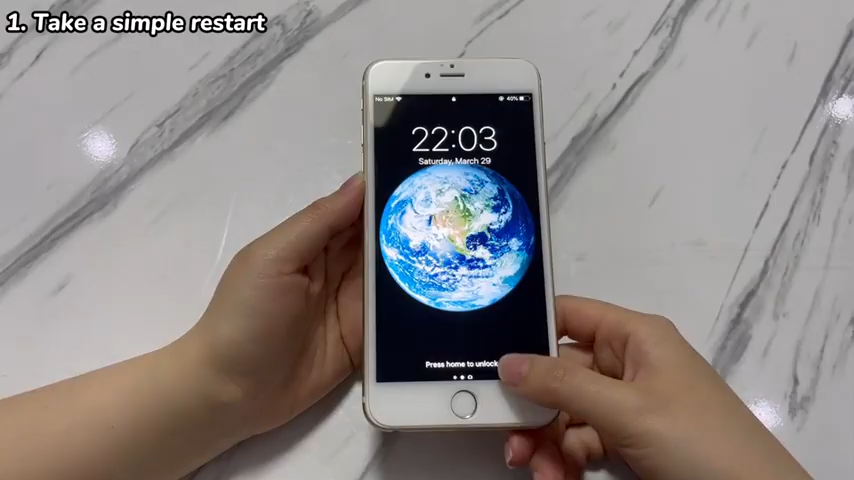 1. Take a simple restart
No SIM
40%
22:03
Saturday, March 29
Press home to unlock